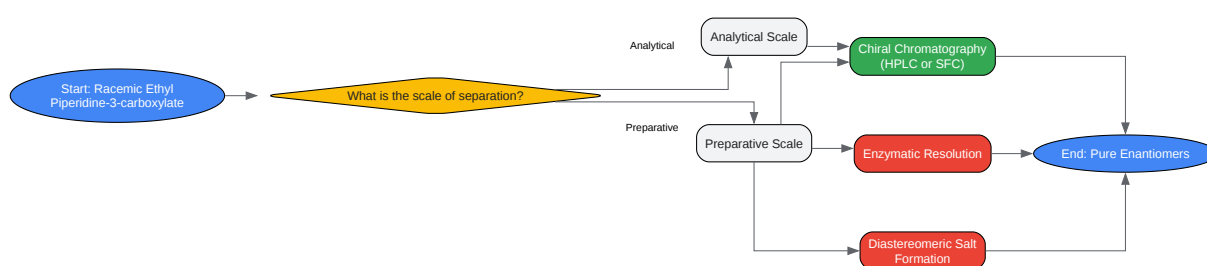 Start: Racemic Ethyl
Piperidine-3-carboxylate
What is the scale of separation?
Analytical
Preparative
Analytical Scale
Preparative Scale
Chiral Chromatography
(HPLC or SFC)
Enzymatic Resolution
Diastereomeric Salt
Formation
End: Pure Enantiomers